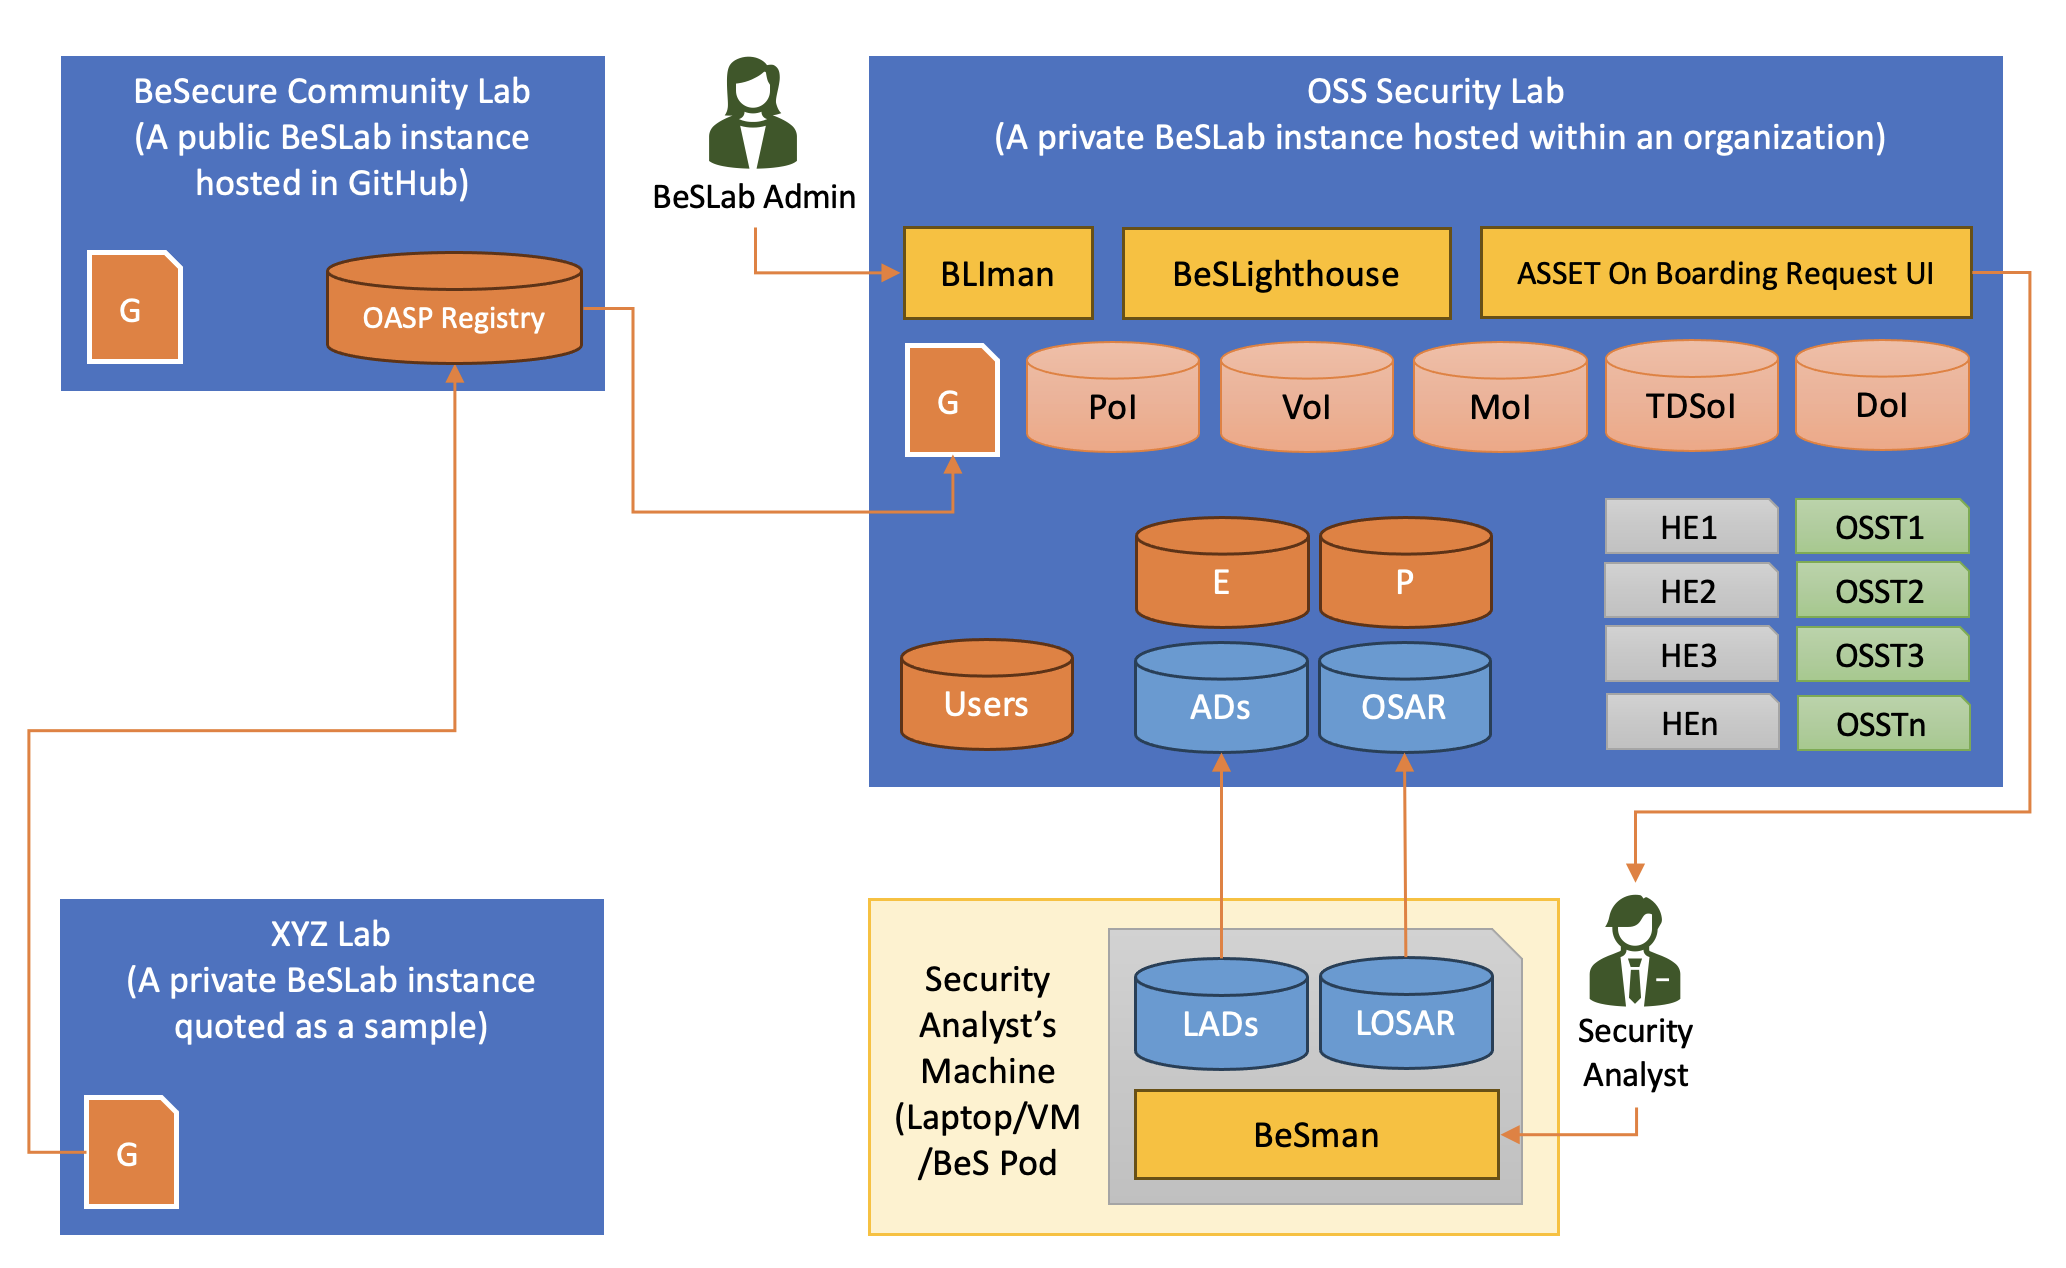 BeSecure Community Lab
(A public BeSLab instance
hosted in GitHub)
G
OASP Registry
BeSLab Admin
OSS Security Lab
(A private BeSLab instance hosted within an organization)
BLIman
BeSLighthouse
ASSET On Boarding Request UI
G
PoI
VoI
MoI
TDSoI
DoI
E
P
Users
ADs
OSAR
HE1
OSST1
HE2
OSST2
HE3
OSST3
HEn
OSSTn
XYZ Lab
(A private BeSLab instance
quoted as a sample)
G
Security
Analyst’s
Machine
(Laptop/VM
/BeS Pod
LADs
LOSAR
BeSman
Security
Analyst